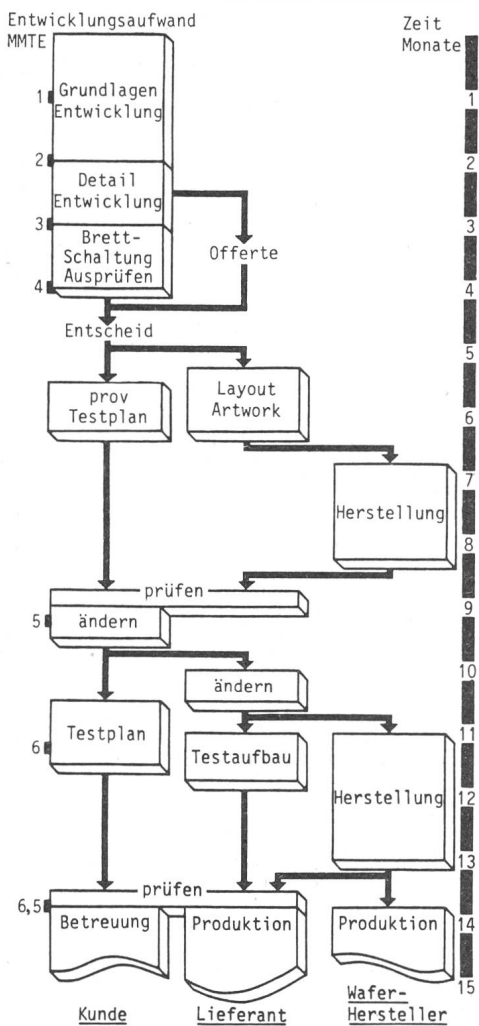 Entwicklungsaufwand
MMTE
Zeit
Monate
1
Grundlagen
Entwicklung
1
2
2
Detail
Entwicklung
3
3
Brett-
Schaltung
Ausprüfen
Offerte
4
4
Entscheid
5
prov
Testplan
Layout
Artwork
6
7
Herstellung
8
prüfen
9
5
ändern
10
ändern
11
Testplan
6
Testaufbau
Herstellung
12
13
prüfen
6,5
Betreuung
Produktion
Produktion
14
15
Kunde
Lieferant
Wafer-
Hersteller